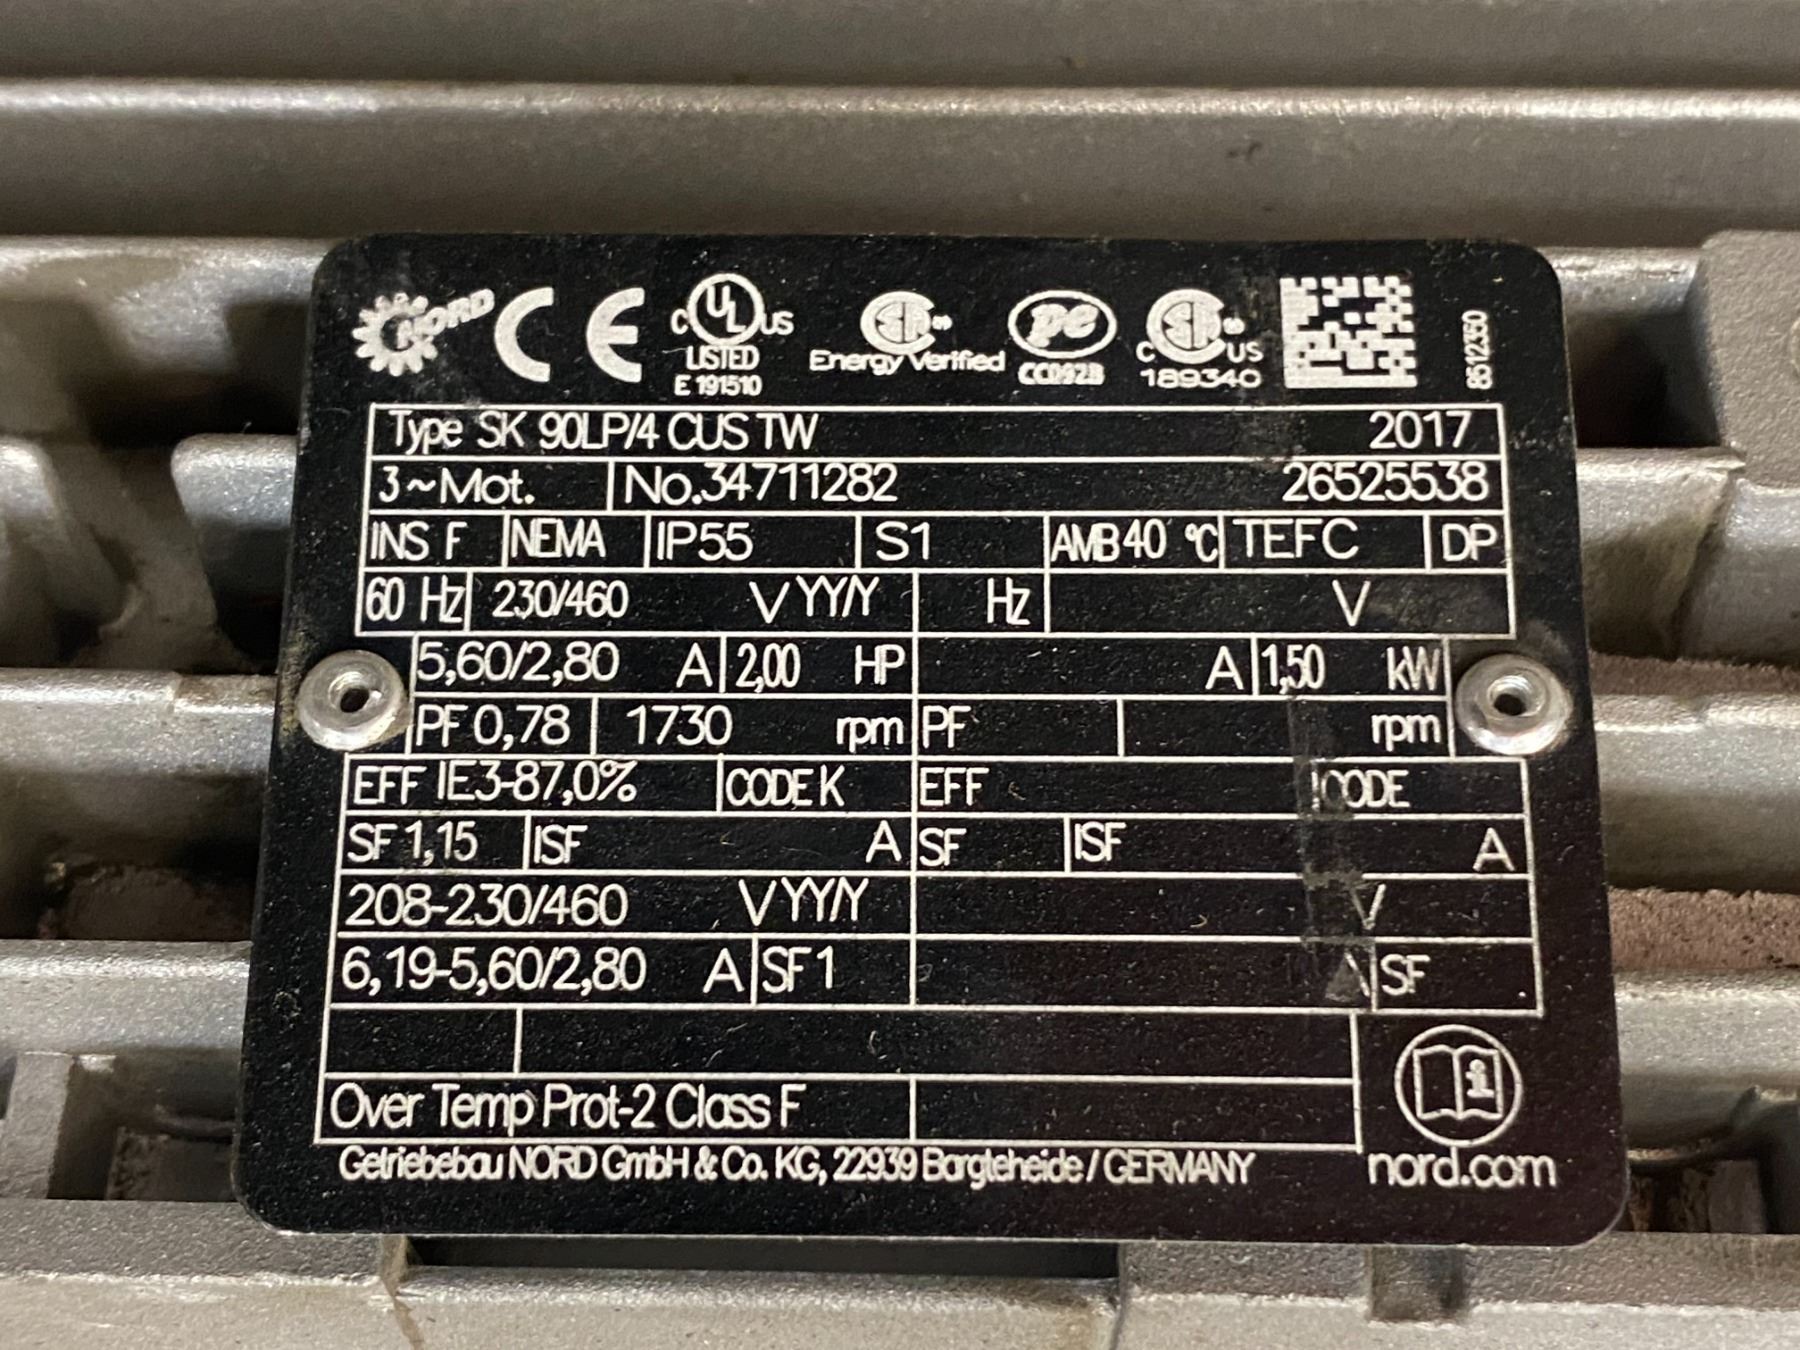 NORD CE C UL US LISTED E 191510 SA Energy Verified pe CC092B C SA US 189340 8512350
Type SK 90LP/4 CUS TW 2017
3~Mot. No.34711282 26525538
INS F NEMA IP55 S1 AMB40 °C TEFC DP
60 Hz 230/460 V YY/Y Hz V
5,60/2,80 A 2,00 HP A 1,50 kW
PF 0,78 1730 rpm PF rpm
EFF IE3-87,0% CODE K EFF CODE
SF 1,15 ISF A SF ISF A
208-230/460 V YY/Y V
6,19-5,60/2,80 A SF 1 A SF
Over Temp Prot-2 Class F
Getriebebau NORD GmbH & Co. KG, 22939 Bargteheide / GERMANY nord.com